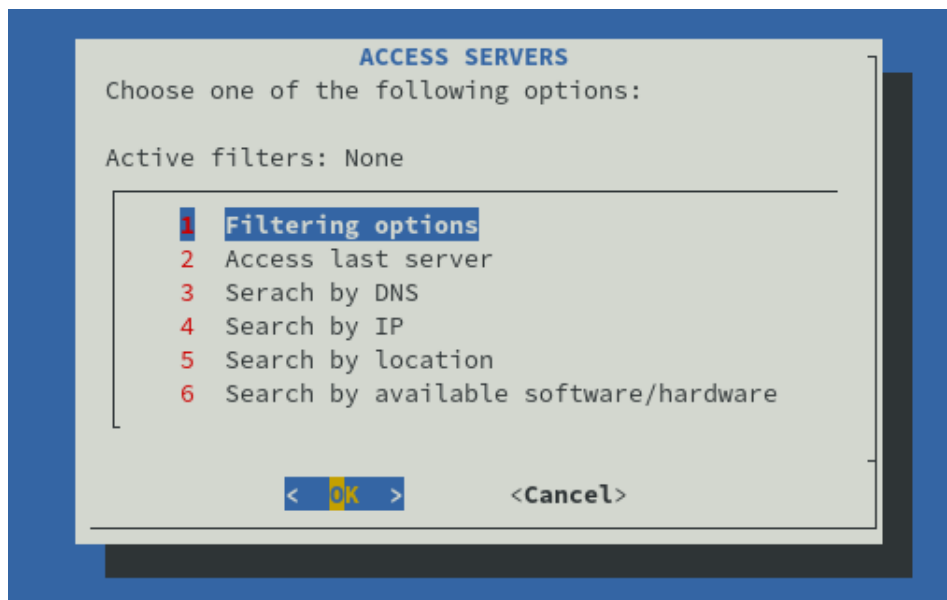 ACCESS SERVERS
Choose one of the following options:
Active filters: None
1 Filtering options
2 Access last server
3 Serach by DNS
4 Search by IP
5 Search by location
6 Search by available software/hardware
< OK > <Cancel>